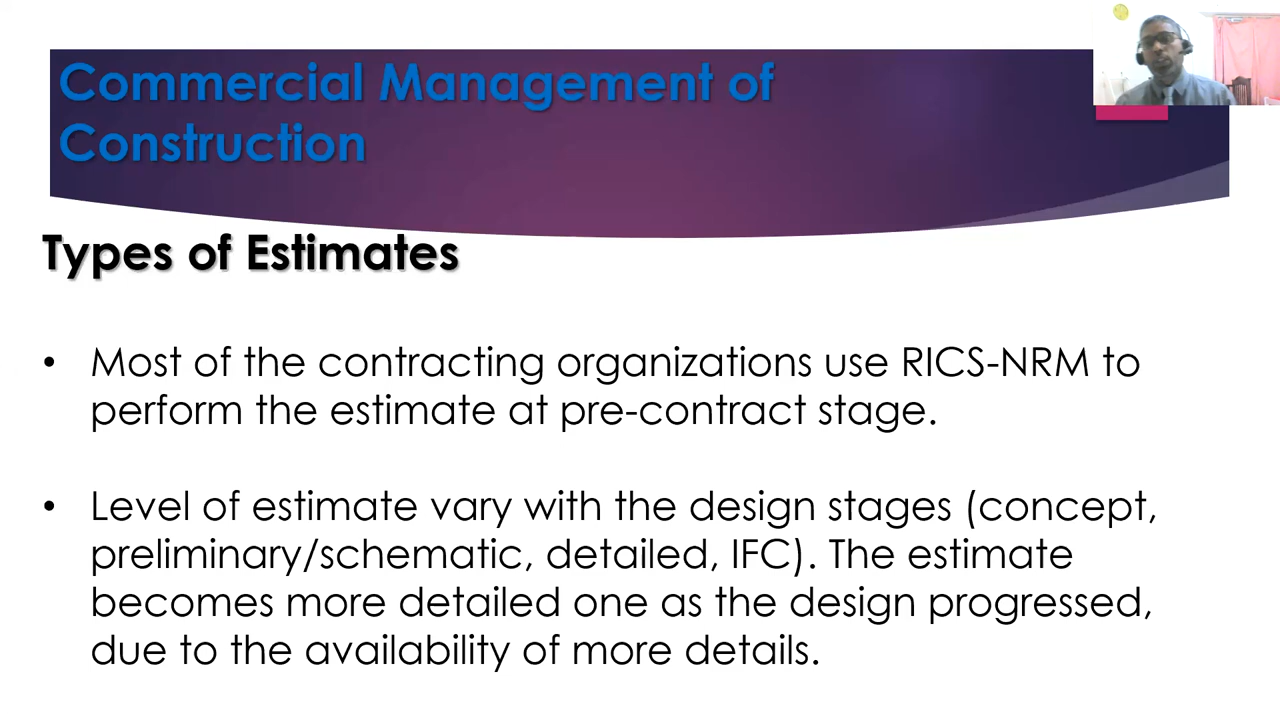 Commercial Management of
Construction
Types of Estimates
• Most of the contracting organizations use RICS-NRM to
perform the estimate at pre-contract stage.
• Level of estimate vary with the design stages (concept,
preliminary/schematic, detailed, IFC). The estimate
becomes more detailed one as the design progressed,
due to the availability of more details.